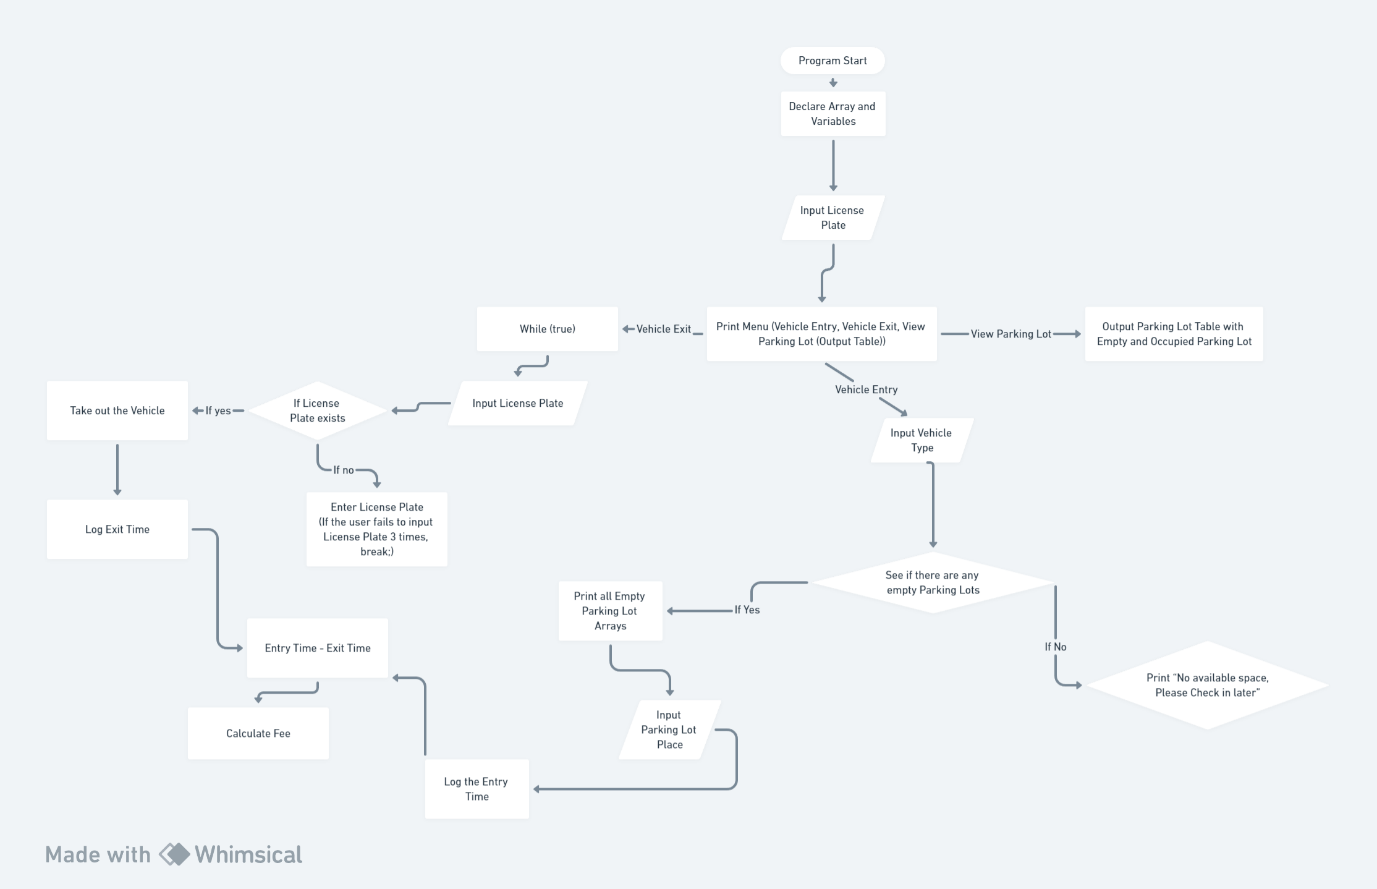 Program Start
Declare Array and
Variables
Input License
Plate
Print Menu (Vehicle Entry, Vehicle Exit, View
Parking Lot (Output Table))
Vehicle Exit
While (true)
View Parking Lot
Output Parking Lot Table with
Empty and Occupied Parking Lot
Vehicle Entry
Input License Plate
If License
Plate exists
If yes
Take out the Vehicle
If no
Enter License Plate
(If the user fails to input
License Plate 3 times,
break;)
Log Exit Time
Input Vehicle
Type
See if there are any
empty Parking Lots
If Yes
Print all Empty
Parking Lot
Arrays
If No
Print "No available space,
Please Check in later"
Input
Parking Lot
Place
Log the Entry
Time
Entry Time - Exit Time
Calculate Fee
Made with Whimsical